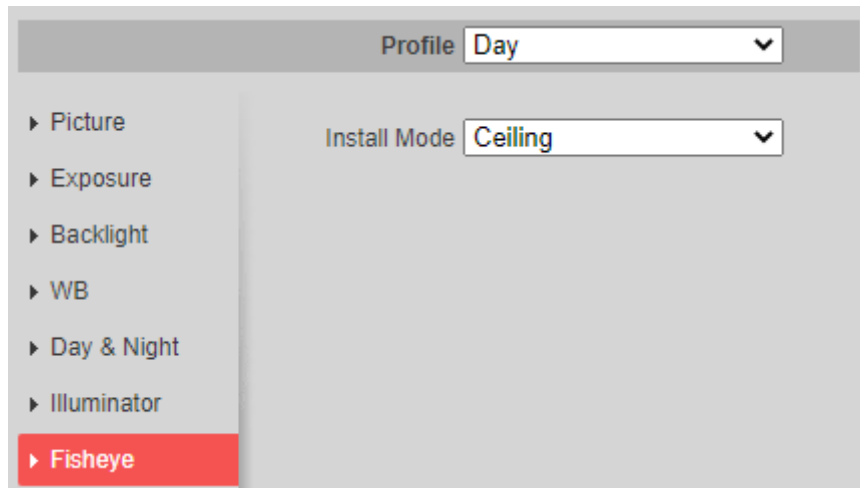 Profile Day
Picture
Install Mode Ceiling
Exposure
Backlight
WB
Day & Night
Illuminator
Fisheye